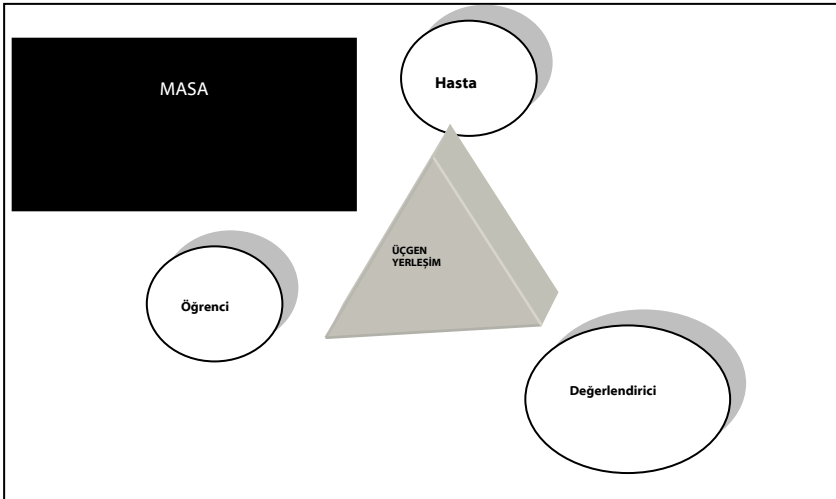 MASA
Hasta
ÜÇGEN
YERLEŞİM
Öğrenci
Değerlendirici